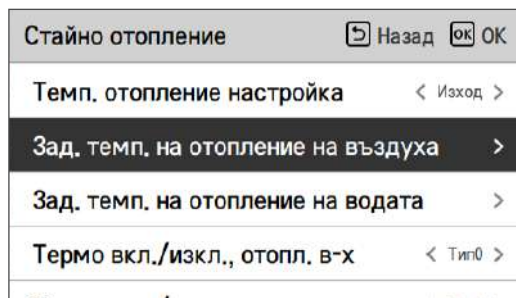 Стайно отопление Назад OK OK
Темп. отопление настройка < Изход >
Зад. темп. на отопление на въздуха >
Зад. темп. на отопление на водата >
Термо вкл./изкл., отопл. в-х < Тип0 >